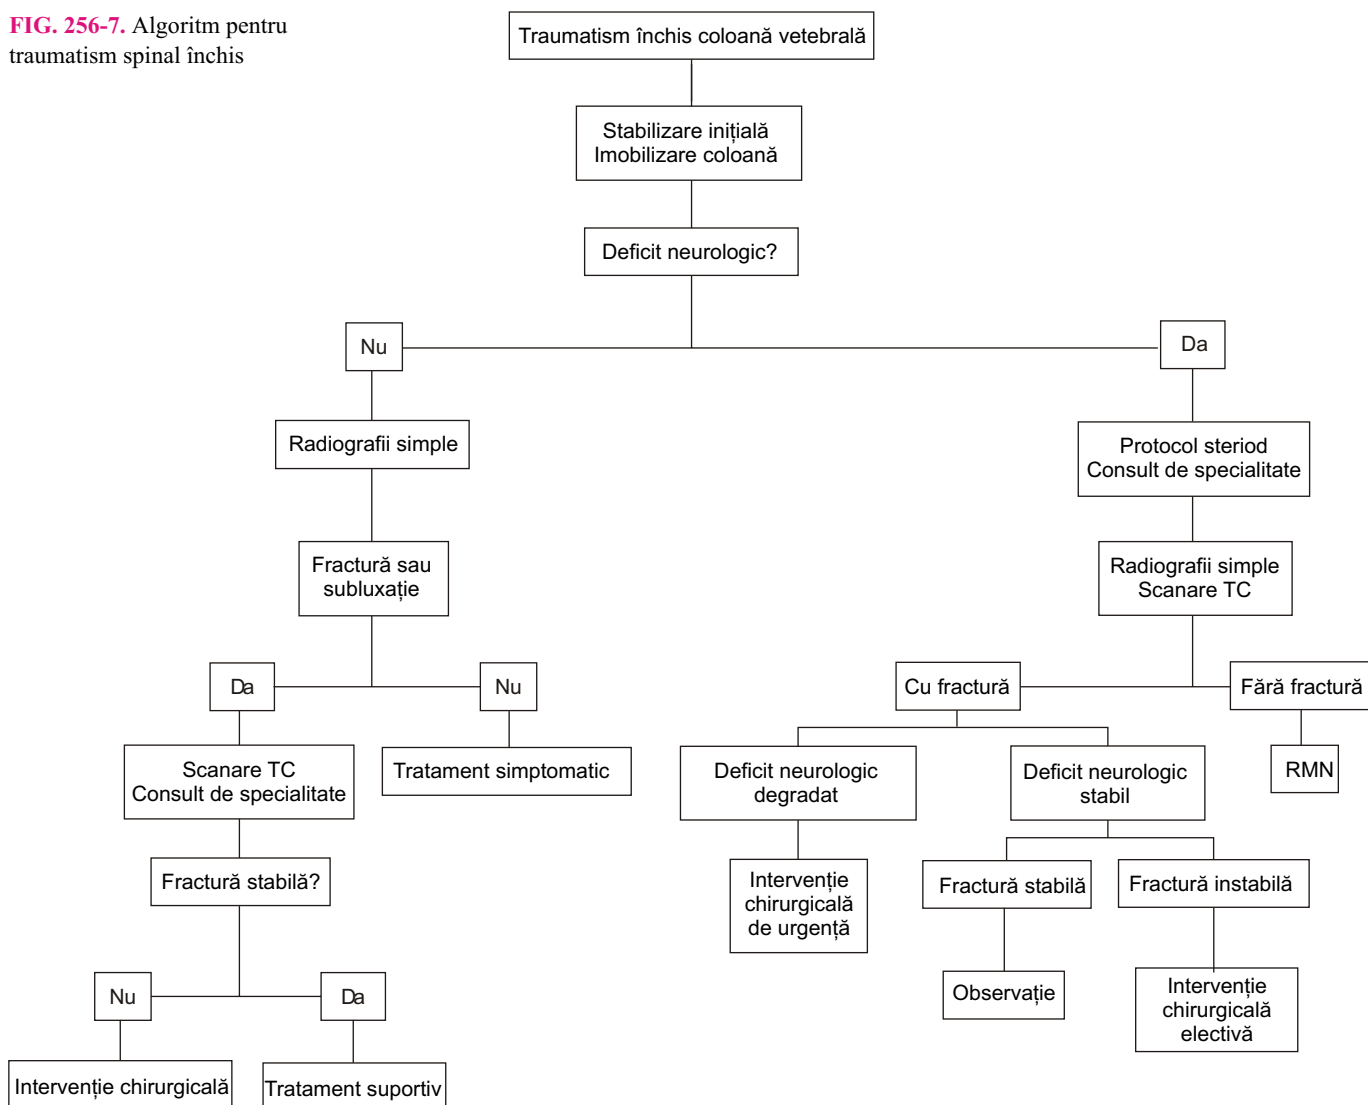 FIG. 256-7. Algoritm pentru
traumatism spinal închis
Traumatism închis coloană vetebrală
Stabilizare inițială
Imobilizare coloană
Deficit neurologic?
Nu
Da
Radiografii simple
Protocol steriod
Consult de specialitate
Fractură sau
subluxație
Radiografii simple
Scanare TC
Da
Nu
Cu fractură
Fără fractură
Scanare TC
Consult de specialitate
Tratament simptomatic
Deficit neurologic
degradat
Deficit neurologic
stabil
RMN
Fractură stabilă?
Intervenție
chirurgicală
de urgență
Fractură stabilă
Fractură instabilă
Nu
Da
Observație
Intervenție
chirurgicală
electivă
Intervenție chirurgicală
Tratament suportiv